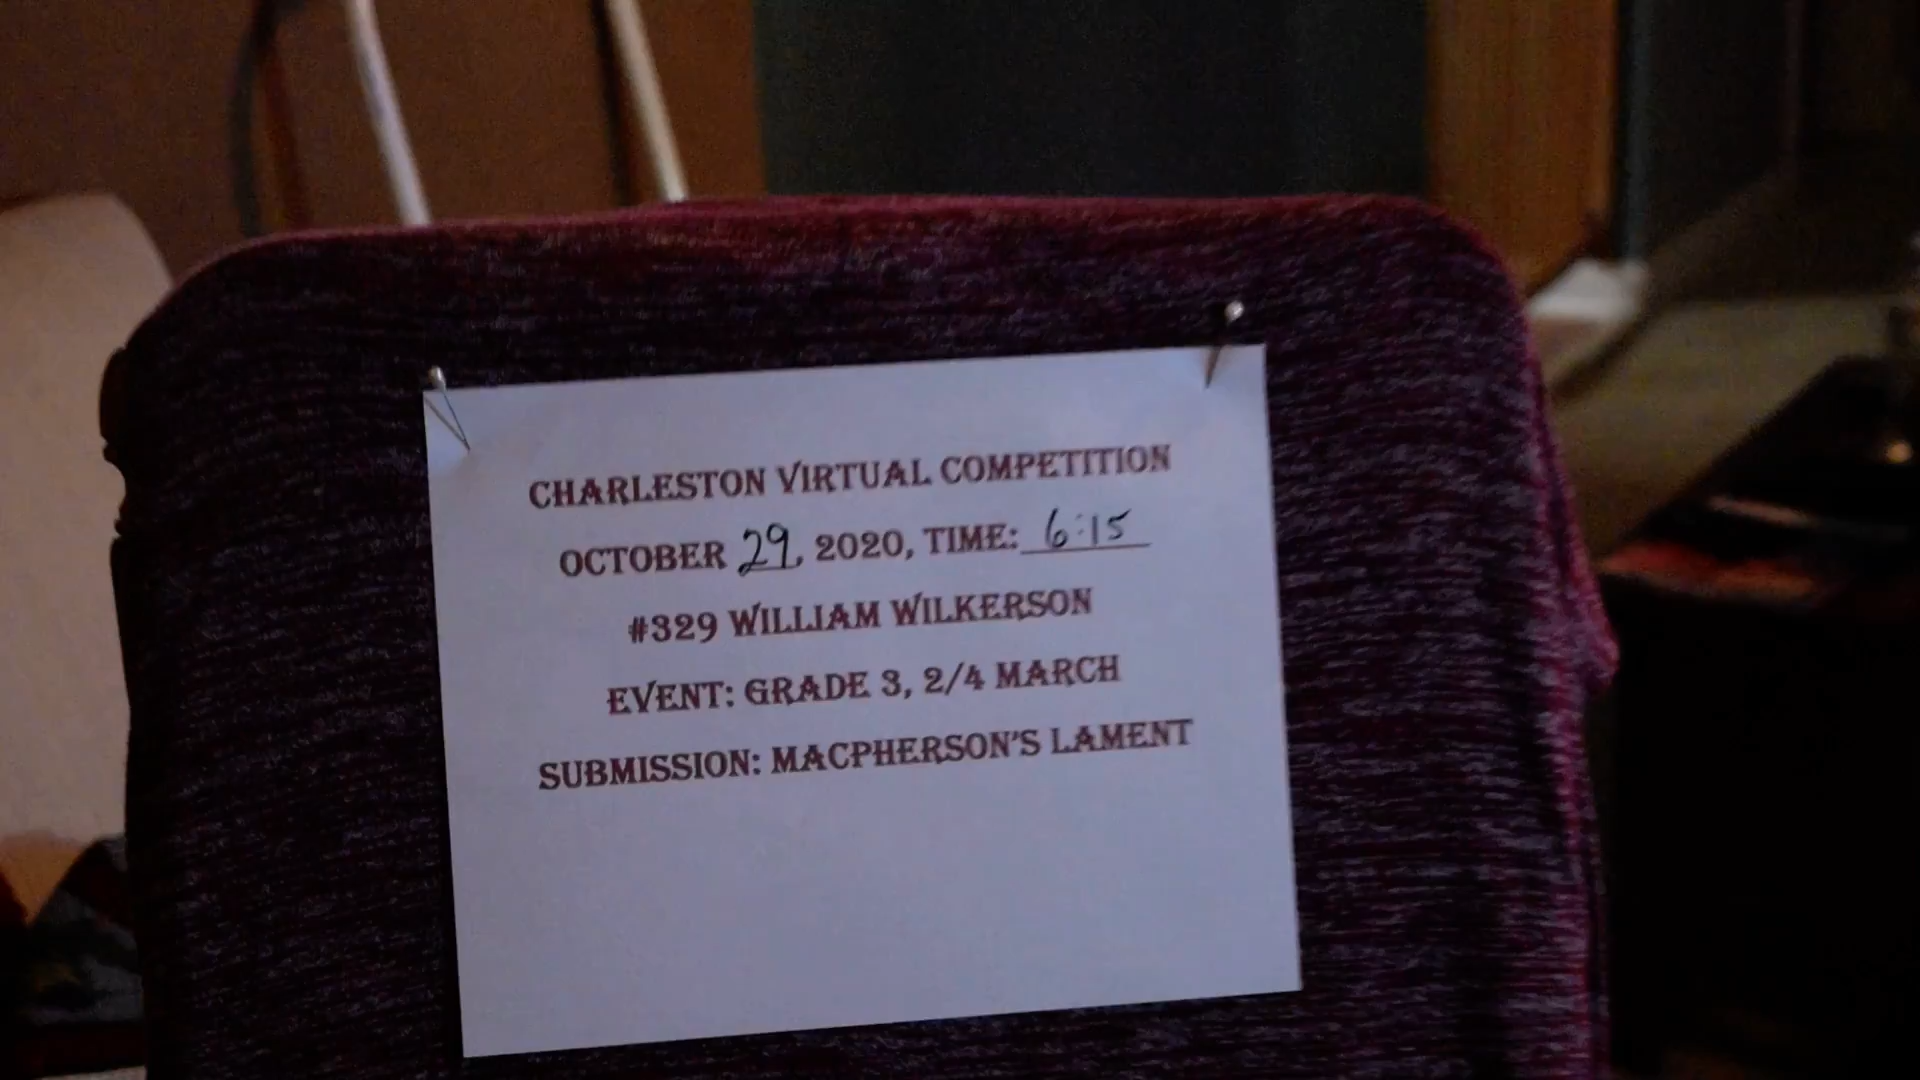 CHARLESTON VIRTUAL COMPETITION
OCTOBER 29, 2020, TIME: 6:15
#329 WILLIAM WILKERSON
EVENT: GRADE 3, 2/4 MARCH
SUBMISSION: MACPHERSON'S LAMENT